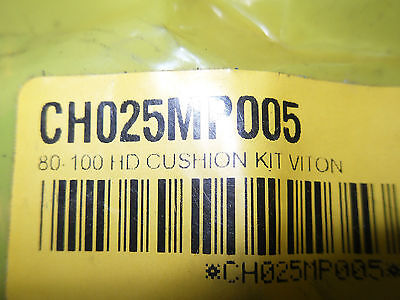 CH025MP005
80-100 HD CUSHION KIT VITON
*CH025MP005*